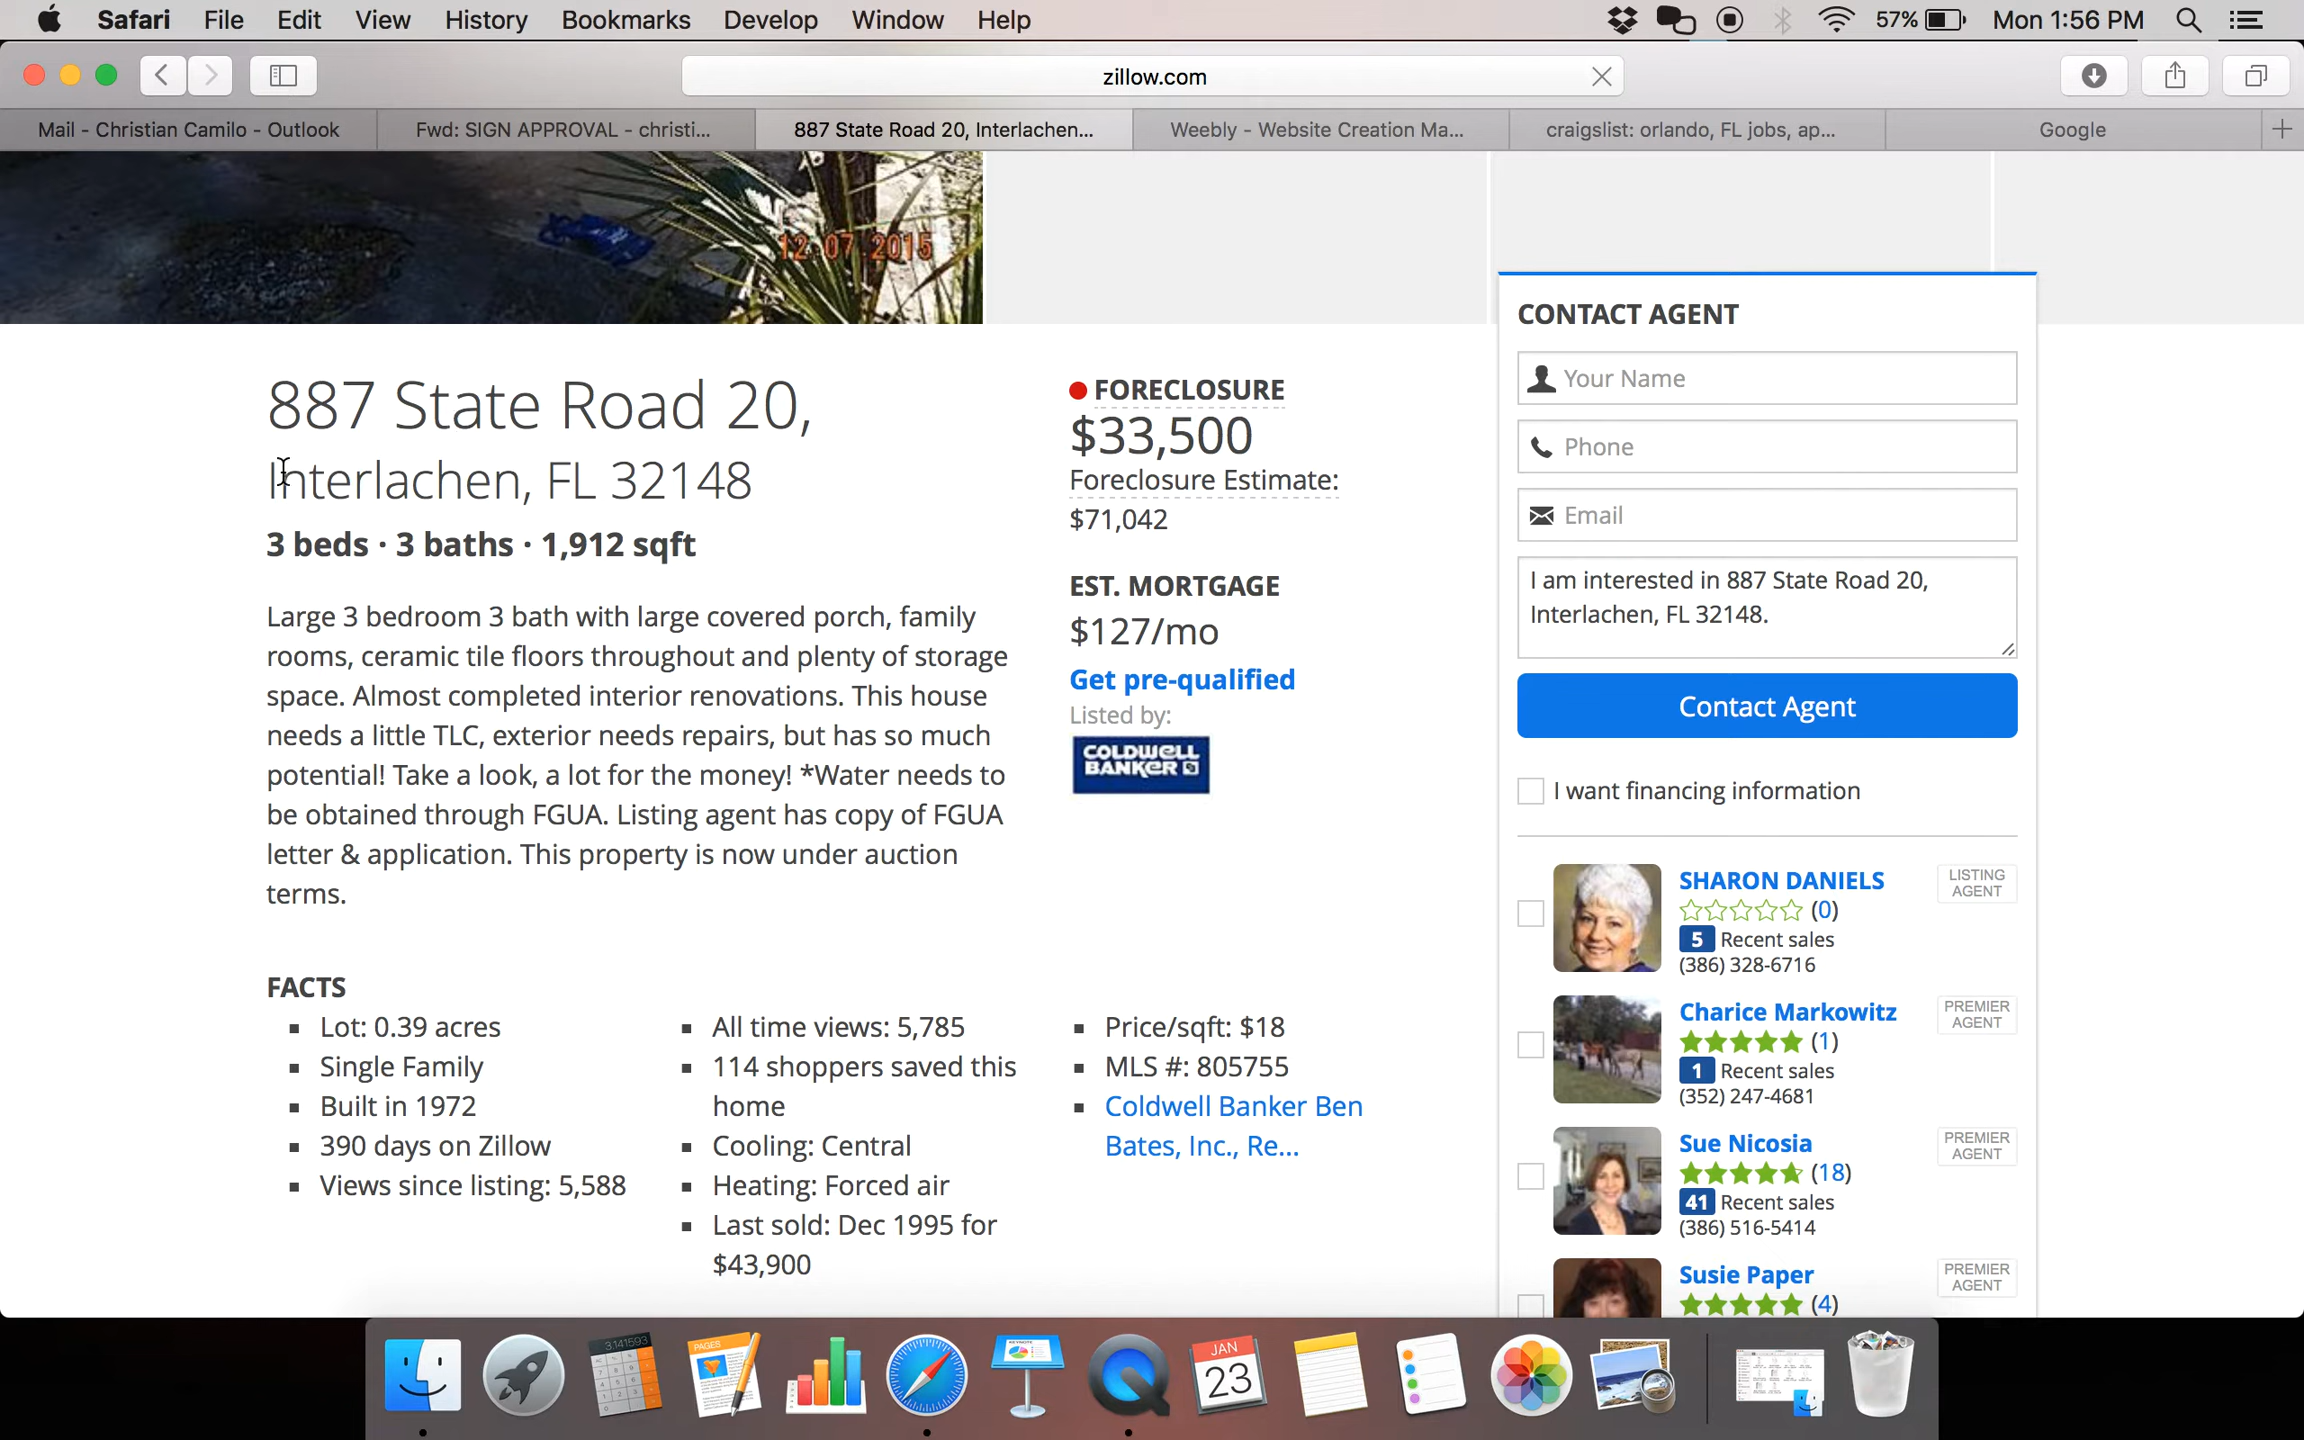 Safari File Edit View History Bookmarks Develop Window Help 57% Mon 1:56 PM
zillow.com
Mail - Christian Camilo - Outlook
Fwd: SIGN APPROVAL - christi...
887 State Road 20, Interlachen...
Weebly - Website Creation Ma...
craigslist: orlando, FL jobs, ap...
Google
12 07 2015
887 State Road 20,
Interlachen, FL 32148
3 beds · 3 baths · 1,912 sqft
Large 3 bedroom 3 bath with large covered porch, family
rooms, ceramic tile floors throughout and plenty of storage
space. Almost completed interior renovations. This house
needs a little TLC, exterior needs repairs, but has so much
potential! Take a look, a lot for the money! *Water needs to
be obtained through FGUA. Listing agent has copy of FGUA
letter & application. This property is now under auction
terms.
FORECLOSURE
$33,500
Foreclosure Estimate:
$71,042
EST. MORTGAGE
$127/mo
Get pre-qualified
Listed by:
COLDWELL
BANKER
FACTS
Lot: 0.39 acres
Single Family
Built in 1972
390 days on Zillow
Views since listing: 5,588
All time views: 5,785
114 shoppers saved this
home
Cooling: Central
Heating: Forced air
Last sold: Dec 1995 for
$43,900
Price/sqft: $18
MLS #: 805755
Coldwell Banker Ben
Bates, Inc., Re...
CONTACT AGENT
Your Name
Phone
Email
I am interested in 887 State Road 20,
Interlachen, FL 32148.
Contact Agent
I want financing information
SHARON DANIELS
(0)
5 Recent sales
(386) 328-6716
LISTING
AGENT
Charice Markowitz
(1)
1 Recent sales
(352) 247-4681
PREMIER
AGENT
Sue Nicosia
(18)
41 Recent sales
(386) 516-5414
PREMIER
AGENT
Susie Paper
(4)
PREMIER
AGENT
3.141593
PAGES
JAN
23